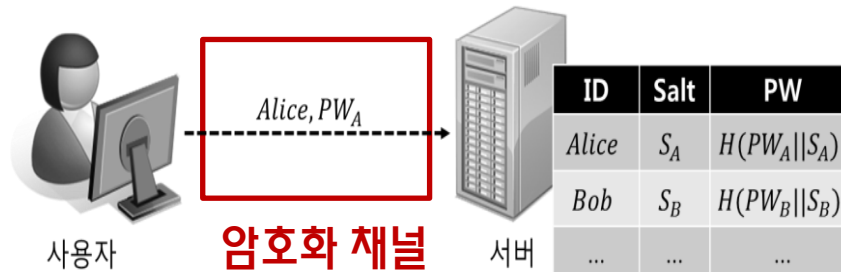 Alice, PW_A
사용자
암호화 채널
서버
ID Salt PW
Alice S_A H(PW_A||S_A)
Bob S_B H(PW_B||S_B)
... ... ...